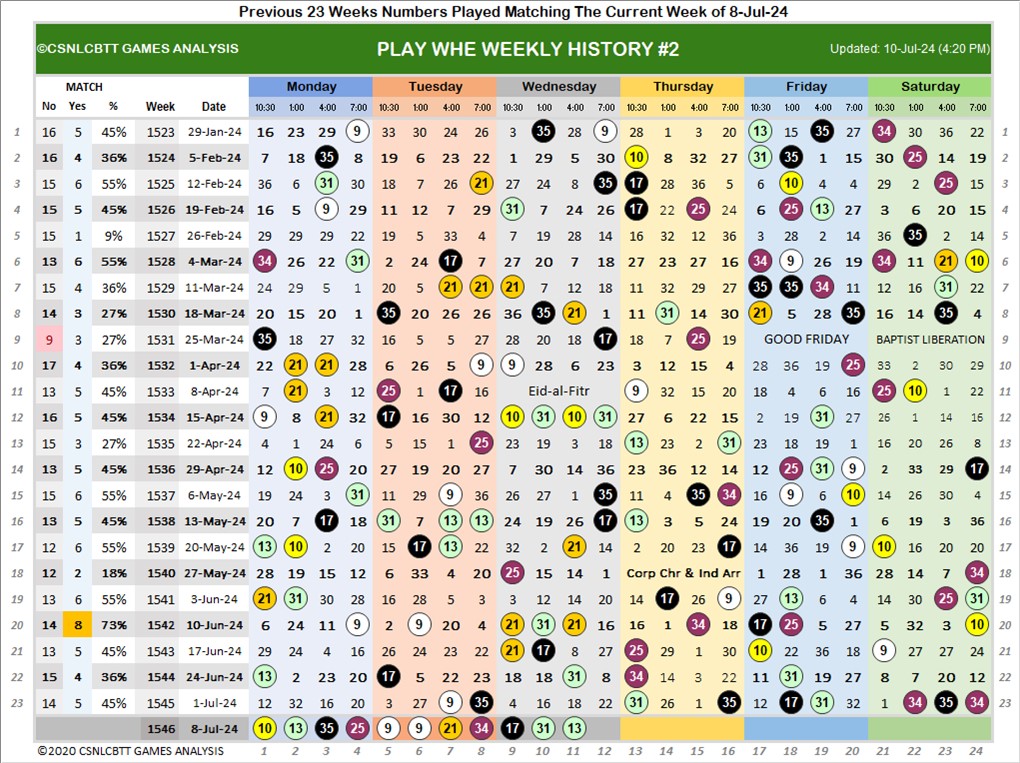 Previous 23 Weeks Numbers Played Matching The Current Week of 8-Jul-24
©CSNLCBTT GAMES ANALYSIS PLAY WHE WEEKLY HISTORY #2 Updated: 10-Jul-24 (4:20 PM)
MATCH Monday Tuesday Wednesday Thursday Friday Saturday
No Yes % Week Date 10:30 1:00 4:00 7:00 10:30 1:00 4:00 7:00 10:30 1:00 4:00 7:00 10:30 1:00 4:00 7:00 10:30 1:00 4:00 7:00 10:30 1:00 4:00 7:00
1 16 5 45% 1523 29-Jan-24 16 23 29 9 33 30 24 26 3 35 28 9 28 1 3 20 13 15 35 27 34 30 36 22 1
2 16 4 36% 1524 5-Feb-24 7 18 35 8 19 6 23 22 1 29 5 30 10 8 32 27 31 35 1 15 30 22 14 19 2
3 15 6 55% 1525 12-Feb-24 36 6 31 30 18 7 26 21 27 24 8 35 17 28 36 5 6 10 4 4 29 2 25 15 3
4 15 5 45% 1526 19-Feb-24 16 5 9 29 11 12 7 29 31 7 24 26 17 22 25 24 6 25 13 27 3 6 20 15 4
5 15 1 9% 1527 26-Feb-24 29 29 29 22 19 5 33 4 7 19 28 14 16 32 12 36 3 28 2 14 36 35 2 14 5
6 13 6 55% 1528 4-Mar-24 34 26 22 31 2 24 17 7 27 20 7 18 27 23 27 16 34 9 26 19 34 11 21 10 6
7 15 4 36% 1529 11-Mar-24 24 29 5 1 20 5 21 21 21 7 12 18 11 32 29 27 35 35 34 11 12 16 31 22 7
8 14 3 27% 1530 18-Mar-24 20 15 20 1 35 20 26 26 36 35 21 1 11 31 14 30 21 5 28 35 16 14 35 4 8
9 9 3 27% 1531 25-Mar-24 35 18 27 32 16 5 5 27 28 20 18 17 18 7 25 19 GOOD FRIDAY BAPTIST LIBERATION 9
10 17 4 36% 1532 1-Apr-24 22 21 21 28 6 26 5 9 9 28 6 23 3 12 15 4 28 36 19 25 33 2 30 29 10
11 13 5 45% 1533 8-Apr-24 7 21 3 12 25 1 17 16 Eid-al-Fitr 9 32 15 20 18 4 6 16 25 10 1 22 11
12 16 5 45% 1534 15-Apr-24 9 8 21 32 17 16 30 12 10 31 10 31 27 6 22 15 2 19 31 27 26 1 14 16 12
13 15 3 27% 1535 22-Apr-24 4 1 24 6 5 15 1 25 23 19 3 18 13 23 2 31 23 18 19 1 16 20 26 8 13
14 13 5 45% 1536 29-Apr-24 12 10 25 20 27 19 20 27 7 30 14 36 23 36 12 14 12 25 31 9 2 33 29 17 14
15 15 6 55% 1537 6-May-24 19 24 3 31 11 29 9 36 26 27 1 35 11 4 35 34 16 9 6 10 14 26 30 4 15
16 13 5 45% 1538 13-May-24 20 7 17 18 31 7 13 13 24 19 26 17 13 3 5 24 19 20 35 1 6 19 3 36 16
17 12 6 55% 1539 20-May-24 13 10 2 20 15 17 13 22 32 2 21 14 2 20 23 17 14 36 19 9 10 16 20 20 17
18 12 2 18% 1540 27-May-24 28 19 15 12 6 33 4 20 25 15 14 1 Corp Chr & Ind Arr 1 28 1 36 28 14 7 34 18
19 13 6 55% 1541 3-Jun-24 21 31 30 28 16 28 5 3 3 12 14 20 14 17 26 9 27 13 6 4 14 30 25 31 19
20 14 8 73% 1542 10-Jun-24 6 24 11 9 2 9 20 4 21 31 21 16 16 1 34 18 17 25 5 27 5 32 3 10 20
21 13 5 45% 1543 17-Jun-24 29 24 4 16 26 24 23 22 21 17 8 27 25 29 1 30 10 22 36 18 9 27 27 24 21
22 15 4 36% 1544 24-Jun-24 13 2 23 20 17 5 22 23 18 18 31 8 34 14 3 22 11 31 19 27 8 7 20 12 22
23 14 5 45% 1545 1-Jul-24 12 32 16 20 3 27 9 35 2 6 23 12 31 26 1 35 12 17 31 32 1 34 35 34 23
1546 8-Jul-24 10 13 35 25 9 9 21 34 17 31 13
©2020 CSNLCBTT GAMES ANALYSIS 1 2 3 4 5 6 7 8 9 10 11 12 13 14 15 16 17 18 19 20 21 22 23 24